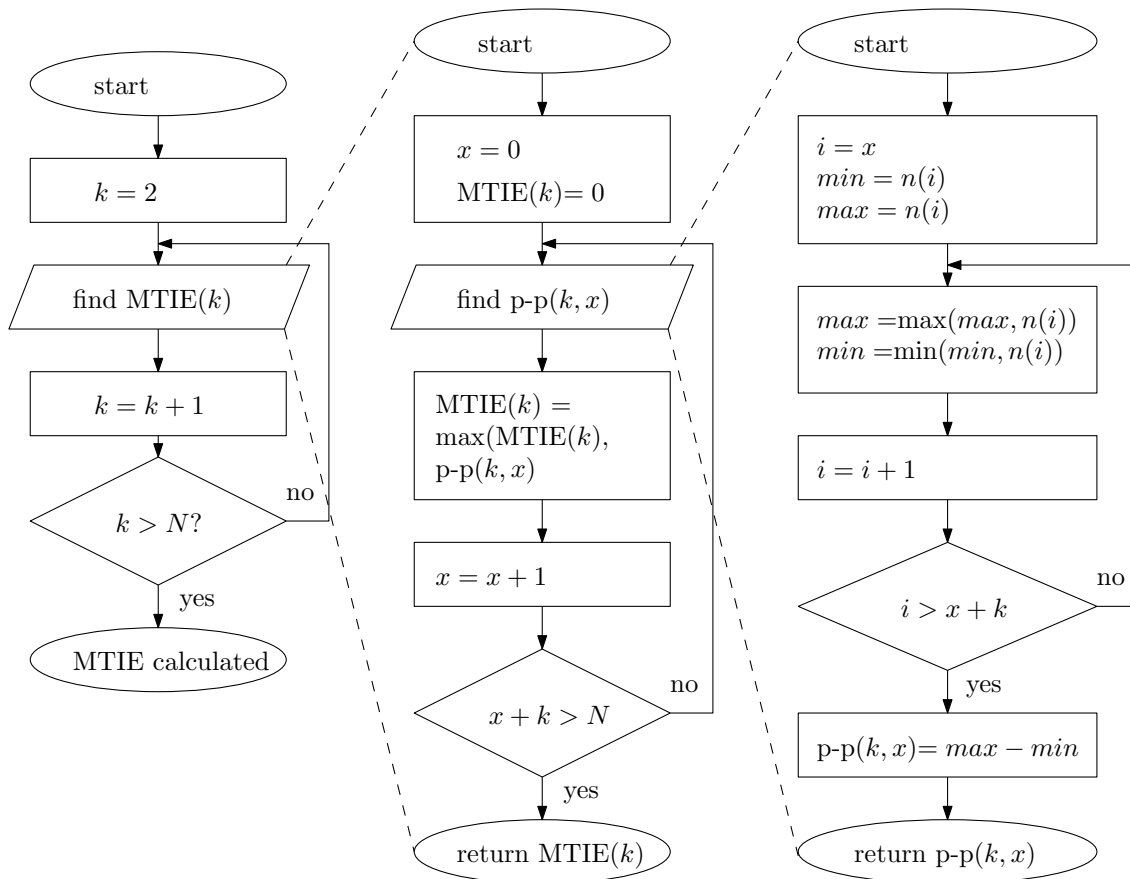 start
k = 2
find MTIE(k)
k = k + 1
k > N?
no
yes
MTIE calculated
start
x = 0
MTIE(k)= 0
find p-p(k, x)
MTIE(k) =
max(MTIE(k),
p-p(k, x)
x = x + 1
x + k > N
no
yes
return MTIE(k)
start
i = x
min = n(i)
max = n(i)
max =max(max, n(i))
min =min(min, n(i))
i = i + 1
i > x + k
no
yes
p-p(k, x)= max − min
return p-p(k, x)